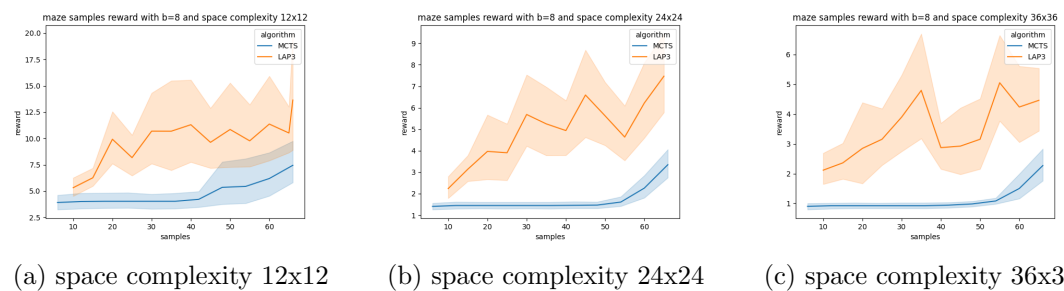 maze samples reward with b=8 and space complexity 12x12
algorithm
MCTS
LAP3
reward
20.0
17.5
15.0
12.5
10.0
7.5
5.0
2.5
10 20 30 40 50 60
samples
(a) space complexity 12x12
maze samples reward with b=8 and space complexity 24x24
algorithm
MCTS
LAP3
reward
9
8
7
6
5
4
3
2
1
10 20 30 40 50 60
samples
(b) space complexity 24x24
maze samples reward with b=8 and space complexity 36x36
algorithm
MCTS
LAP3
reward
6
5
4
3
2
1
10 20 30 40 50 60
samples
(c) space complexity 36x3